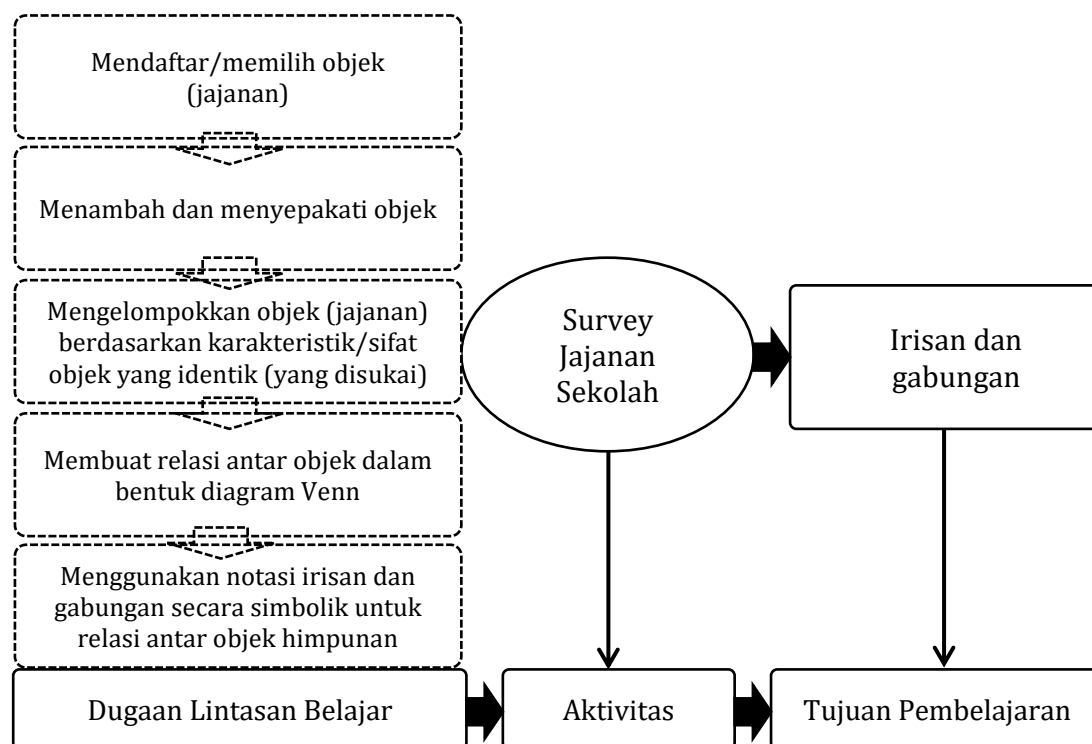 Mendaftar/memilih objek
(jajanan)
Menambah dan menyepakati objek
Mengelompokkan objek (jajanan)
berdasarkan karakteristik/sifat
objek yang identik (yang disukai)
Membuat relasi antar objek dalam
bentuk diagram Venn
Menggunakan notasi irisan dan
gabungan secara simbolik untuk
relasi antar objek himpunan
Survey
Jajanan
Sekolah
Irisan dan
gabungan
Dugaan Lintasan Belajar
Aktivitas
Tujuan Pembelajaran